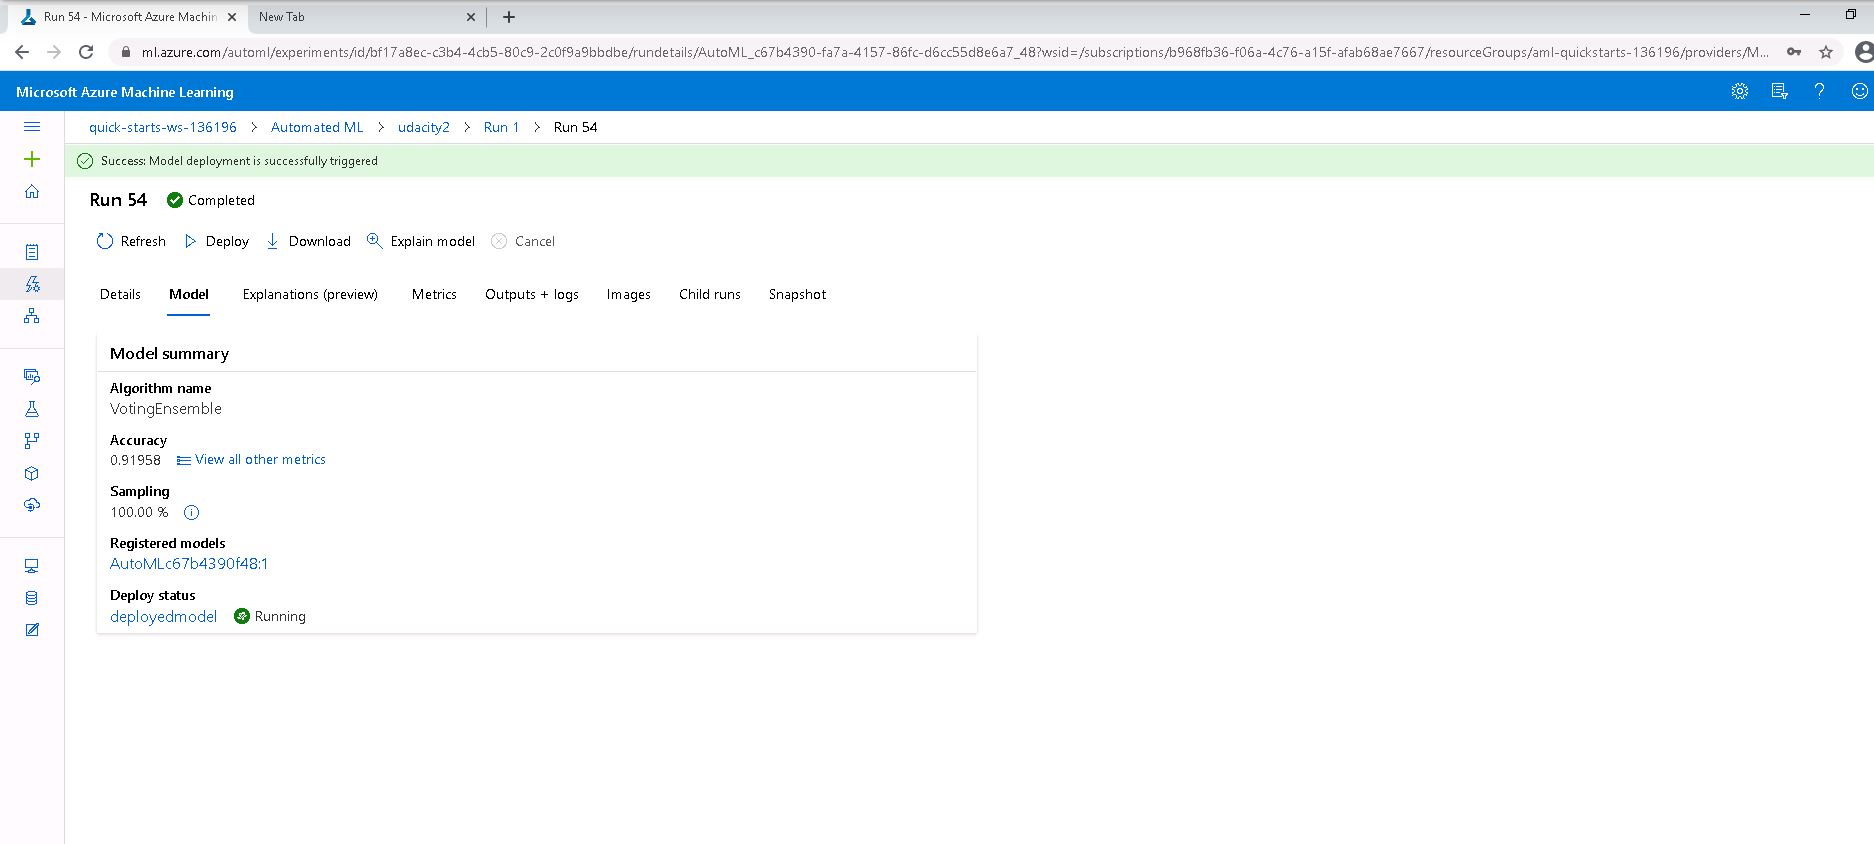 Run 54 - Microsoft Azure Machin
New Tab
ml.azure.com/automl/experiments/id/bf17a8ec-c3b4-4cb5-80c9-2c0f9a9bbdbe/rundetails/AutoML_c67b4390-fa7a-4157-86fc-d6cc55d8e6a7_48?wsid=/subscriptions/b968fb36-f06a-4c76-a15f-afab68ae7667/resourceGroups/aml-quickstarts-136196/providers/M...
Microsoft Azure Machine Learning
quick-starts-ws-136196 > Automated ML > udacity2 > Run 1 > Run 54
Success: Model deployment is successfully triggered
Run 54 Completed
Refresh Deploy Download Explain model Cancel
Details Model Explanations (preview) Metrics Outputs + logs Images Child runs Snapshot
Model summary
Algorithm name
VotingEnsemble
Accuracy
0.91958 View all other metrics
Sampling
100.00 %
Registered models
AutoMLc67b4390f48:1
Deploy status
deployedmodel Running